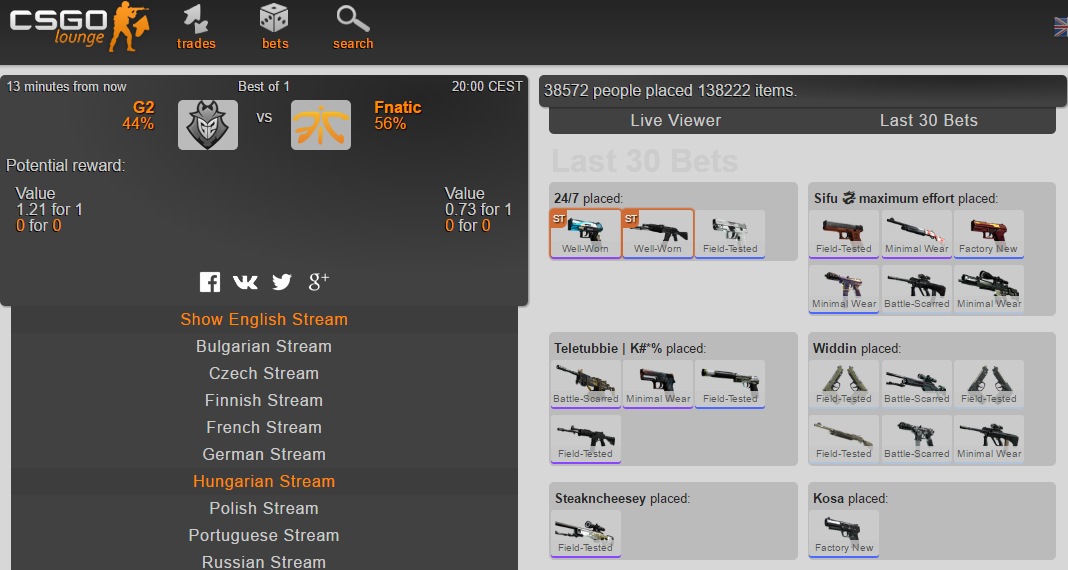 CSGO
lounge
trades
bets
search
13 minutes from now
Best of 1
20:00 CEST
G2
44%
vs
Fnatic
56%
Potential reward:
Value
1.21 for 1
0 for 0
Value
0.73 for 1
0 for 0
g+
Show English Stream
Bulgarian Stream
Czech Stream
Finnish Stream
French Stream
German Stream
Hungarian Stream
Polish Stream
Portuguese Stream
Russian Stream
38572 people placed 138222 items.
Live Viewer
Last 30 Bets
Last 30 Bets
24/7 placed:
ST
ST
Well-Worn
Well-Worn
Field-Tested
Sifu maximum effort placed:
Field-Tested
Minimal Wear
Factory New
Minimal Wear
Battle-Scarred
Minimal Wear
Teletubbie | K#*% placed:
Battle-Scarred
Minimal Wear
Field-Tested
Field-Tested
Widdin placed:
Field-Tested
Battle-Scarred
Field-Tested
Field-Tested
Battle-Scarred
Minimal Wear
Steakncheesey placed:
Field-Tested
Kosa placed:
Factory New